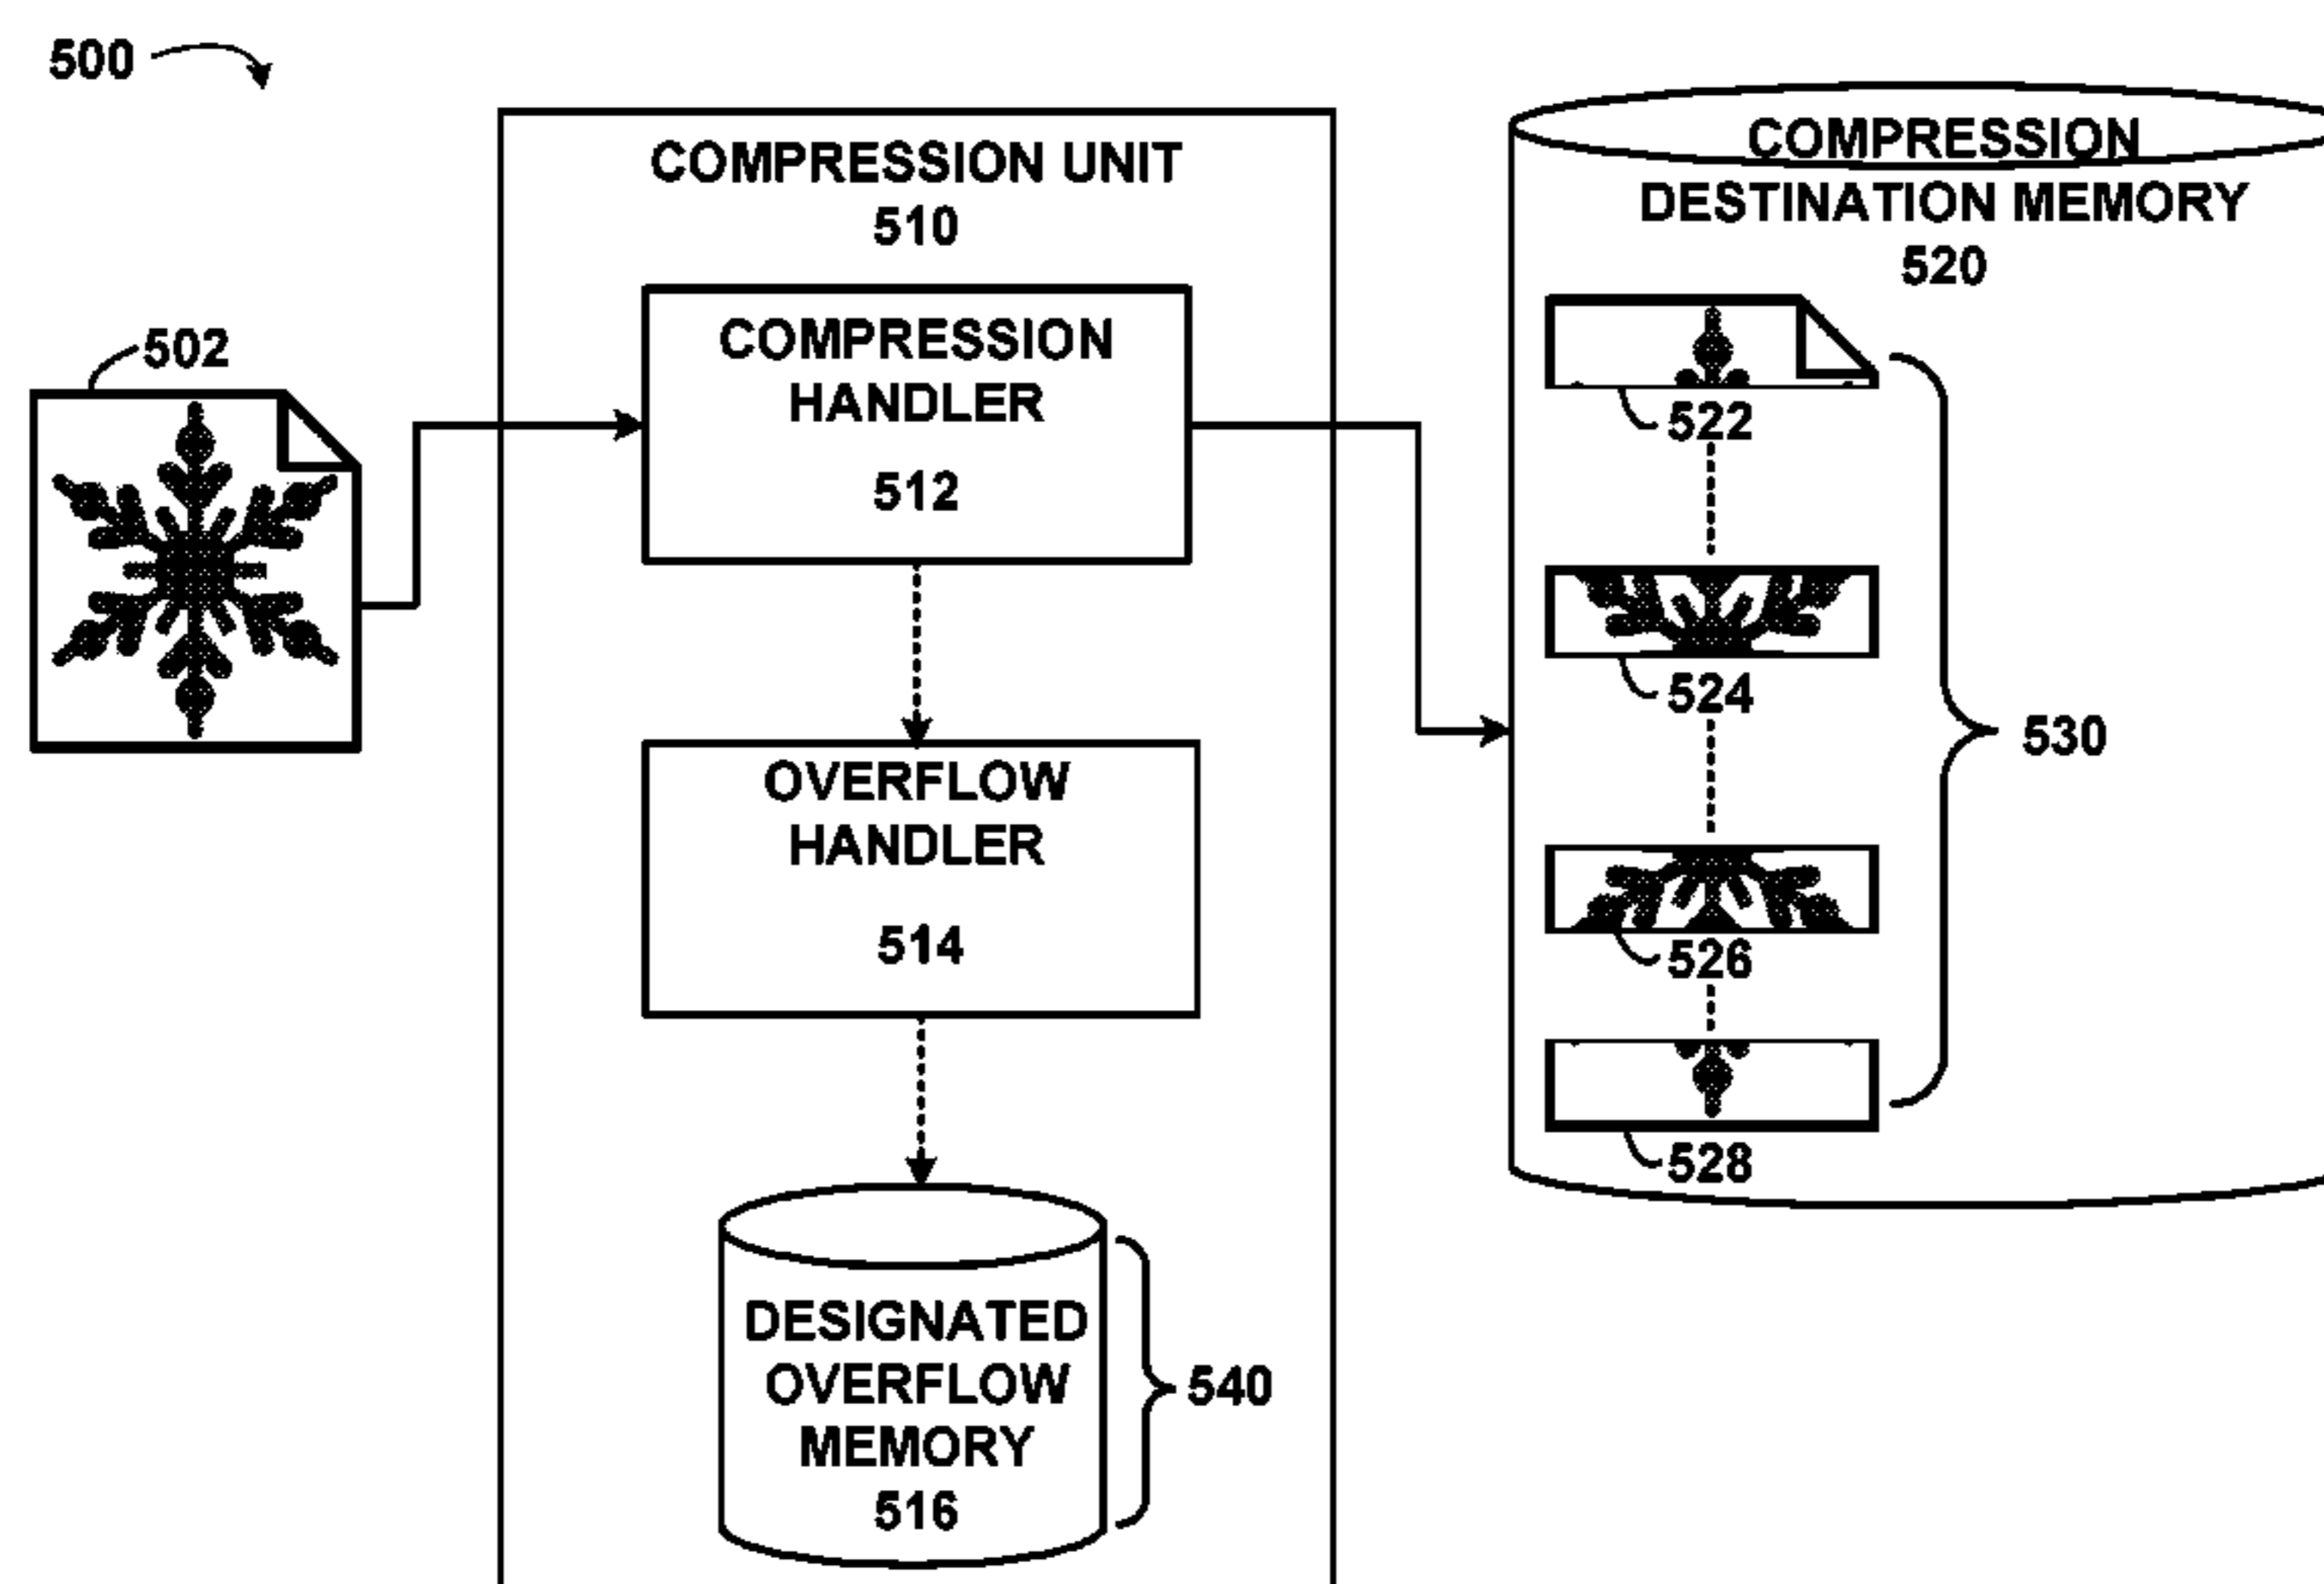 500
502
COMPRESSION UNIT
510
COMPRESSION
HANDLER
512
OVERFLOW
HANDLER
514
DESIGNATED
OVERFLOW
MEMORY
516
540
COMPRESSION
DESTINATION MEMORY
520
522
524
526
528
530